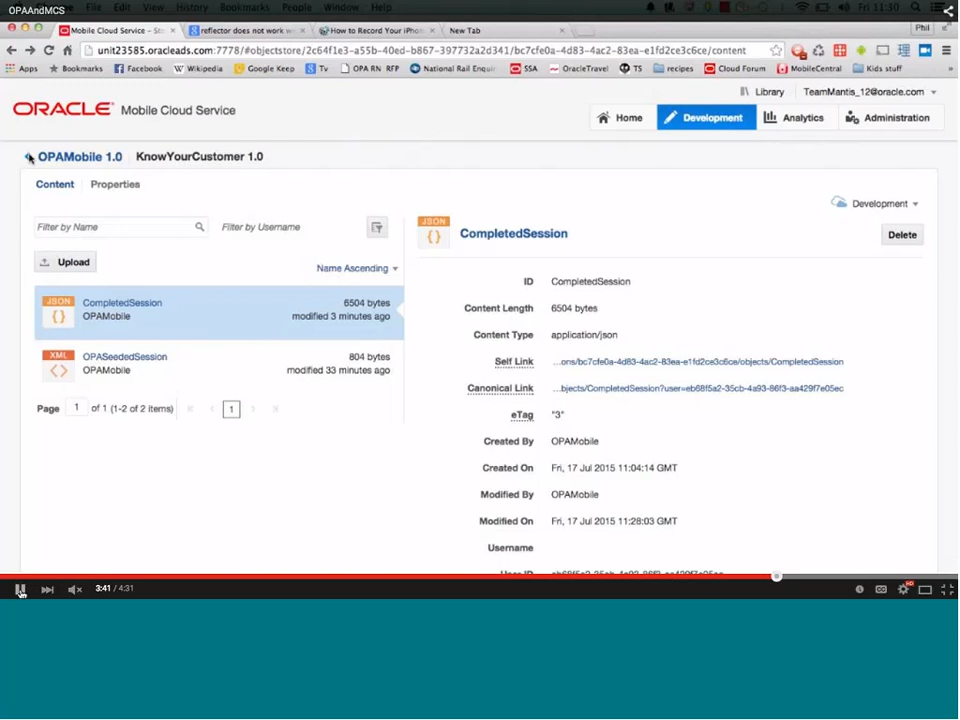 OPAAndMCS
Edit View History Bookmarks People Window Help Fri 11:30
Mobile Cloud Service – Sto reflector does not work w How to Record Your iPhon New Tab Phil
unit23585.oracleads.com:7778/#objectstore/2c64f1e3-a55b-40ed-b867-397732a2d341/bc7cfe0a-4d83-4ac2-83ea-e1fd2ce3c6ce/content
Apps Bookmarks Facebook Wikipedia Google Keep Tv OPA RN RFP National Rail Enquir SSA OracleTravel TS recipes Cloud Forum MobileCentral Kids stuff
Library TeamMantis_12@oracle.com
ORACLE Mobile Cloud Service
Home Development Analytics Administration
OPAMobile 1.0 KnowYourCustomer 1.0
Content Properties
Development
Filter by Name Filter by Username
JSON
{ }
CompletedSession
Delete
Upload
Name Ascending
ID CompletedSession
JSON
{ }
CompletedSession 6504 bytes
OPAMobile modified 3 minutes ago
Content Length 6504 bytes
Content Type application/json
XML
< >
OPASeededSession 804 bytes
OPAMobile modified 33 minutes ago
Self Link ...ons/bc7cfe0a-4d83-4ac2-83ea-e1fd2ce3c6ce/objects/CompletedSession
Canonical Link ...bjects/CompletedSession?user=eb68f5a2-35cb-4a93-86f3-aa429f7e05ec
Page 1 of 1 (1-2 of 2 items) 1
eTag "3"
Created By OPAMobile
Created On Fri, 17 Jul 2015 11:04:14 GMT
Modified By OPAMobile
Modified On Fri, 17 Jul 2015 11:28:03 GMT
Username
User ID
3:41 / 4:31
CC HD